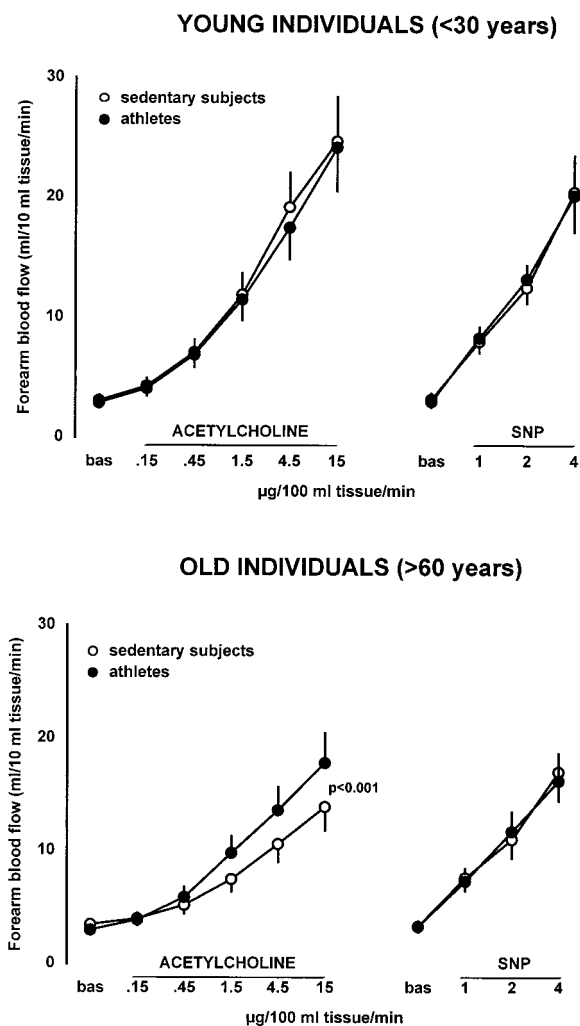 YOUNG INDIVIDUALS (<30 years)
30
20
10
0
Forearm blood flow (ml/10 ml tissue/min)
sedentary subjects
athletes
ACETYLCHOLINE
SNP
bas .15 .45 1.5 4.5 15 bas 1 2 4
µg/100 ml tissue/min
OLD INDIVIDUALS (>60 years)
30
20
10
0
Forearm blood flow (ml/10 ml tissue/min)
sedentary subjects
athletes
p<0.001
ACETYLCHOLINE
SNP
bas .15 .45 1.5 4.5 15 bas 1 2 4
µg/100 ml tissue/min